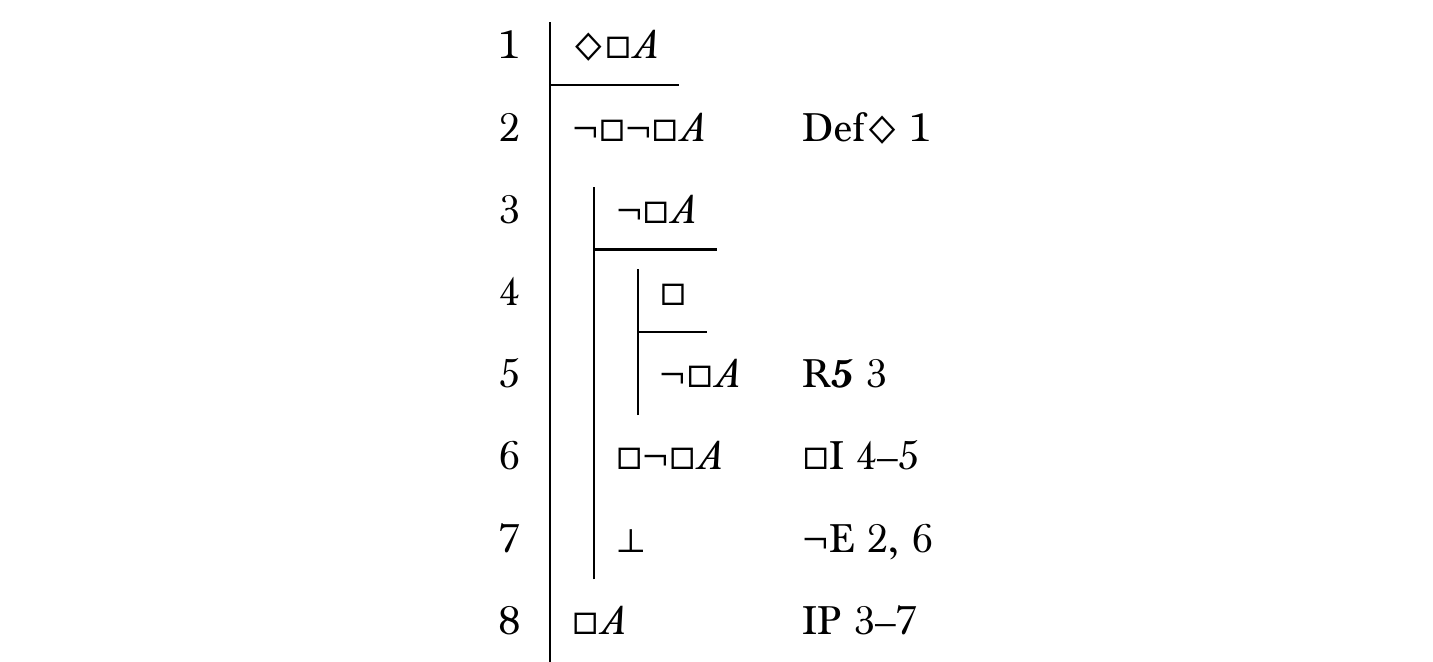 1 ◇□A
2 ¬□¬□A Def◇ 1
3 ¬□A
4 □
5 ¬□A R5 3
6 □¬□A □I 4–5
7 ⊥ ¬E 2, 6
8 □A IP 3–7